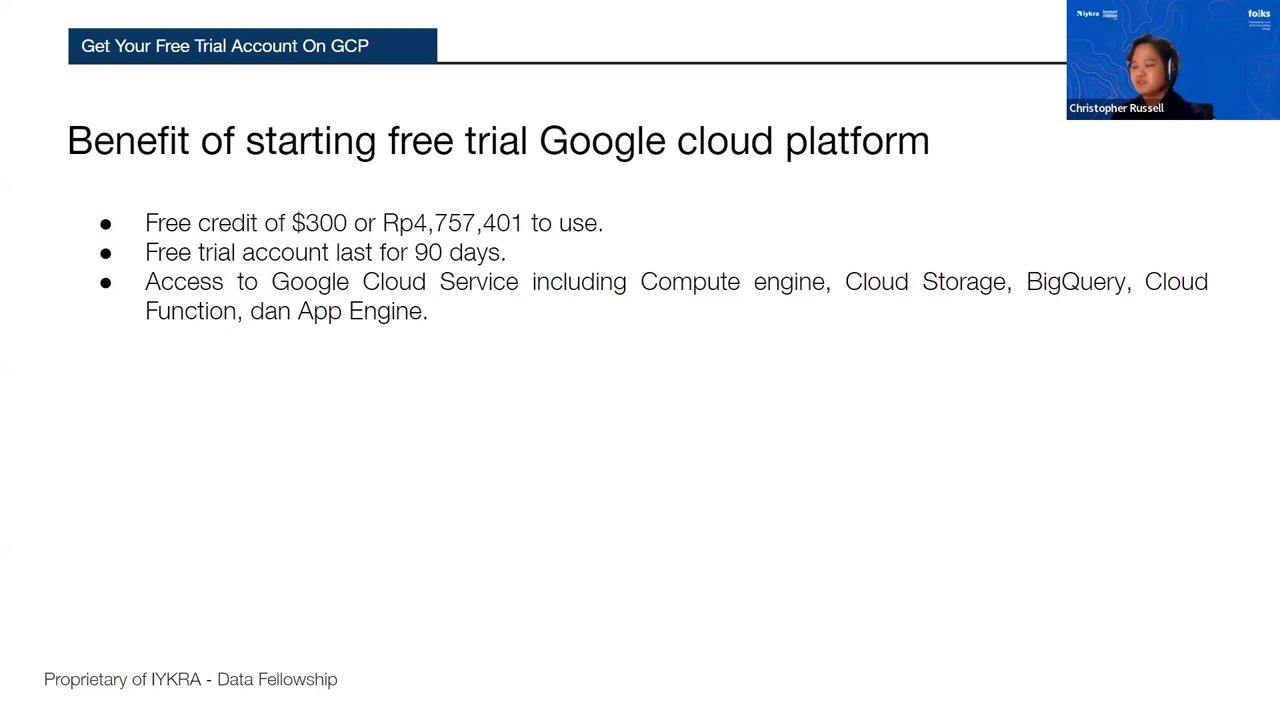 Get Your Free Trial Account On GCP
iykra
foiks
Christopher Russell
Benefit of starting free trial Google cloud platform
● Free credit of $300 or Rp4,757,401 to use.
● Free trial account last for 90 days.
● Access to Google Cloud Service including Compute engine, Cloud Storage, BigQuery, Cloud
Function, dan App Engine.
Proprietary of IYKRA - Data Fellowship